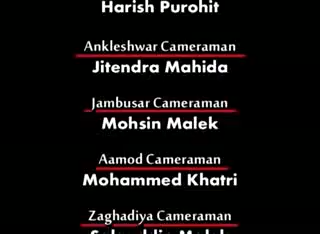 Harish Purohit
Ankleshwar Cameraman
Jitendra Mahida
Jambusar Cameraman
Mohsin Malek
Aamod Cameraman
Mohammed Khatri
Zaghadiya Cameraman